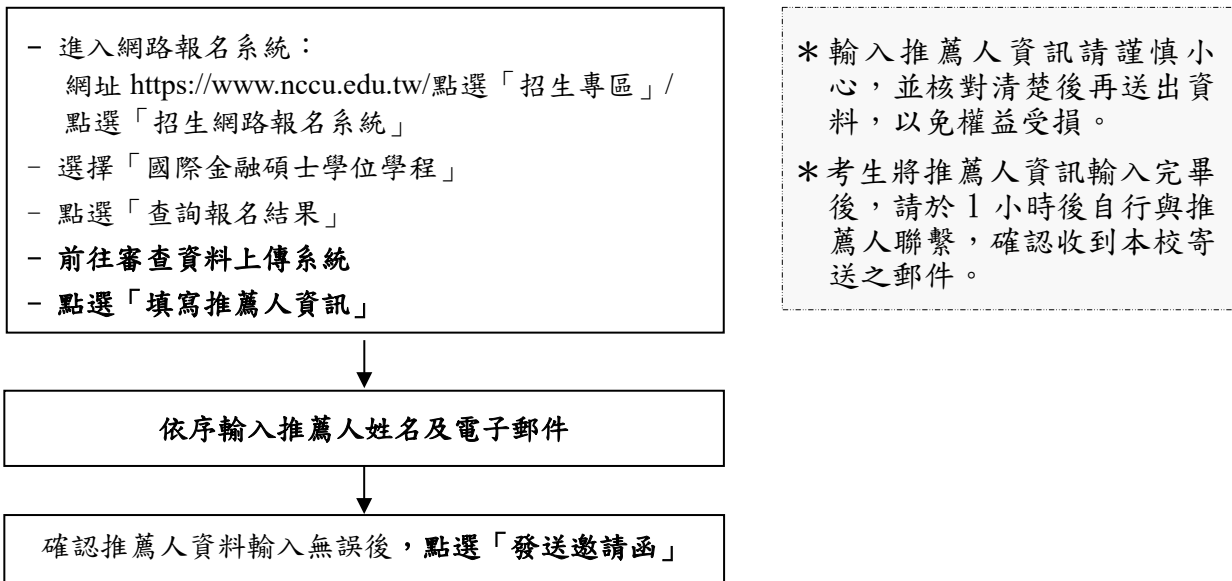 - 進入網路報名系統：
網址 https://www.nccu.edu.tw/點選「招生專區」/
點選「招生網路報名系統」
- 選擇「國際金融碩士學位學程」
- 點選「查詢報名結果」
- 前往審查資料上傳系統
- 點選「填寫推薦人資訊」
＊輸入推薦人資訊請謹慎小
心，並核對清楚後再送出資
料，以免權益受損。
＊考生將推薦人資訊輸入完畢
後，請於 1 小時後自行與推
薦人聯繫，確認收到本校寄
送之郵件。
依序輸入推薦人姓名及電子郵件
確認推薦人資料輸入無誤後，點選「發送邀請函」